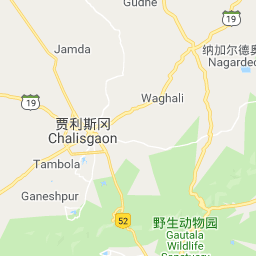 Gudhe
19
Jamda
纳加尔德奥
Nagardeo
19
Waghali
贾利斯冈
Chalisgaon
Tambola
Ganeshpur
52
野生动物园
Gautala
Wildlife
Sanctuary